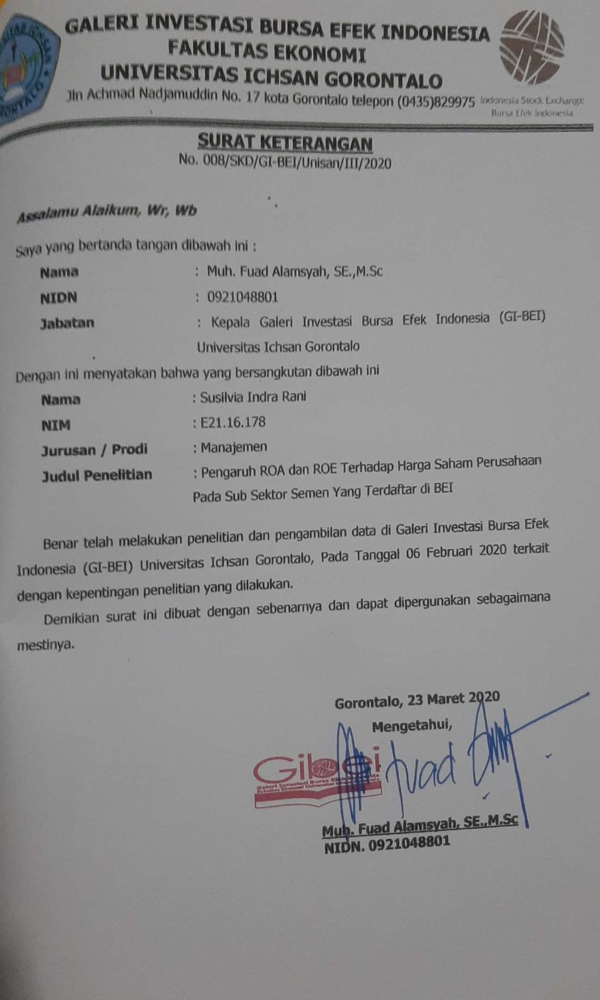 GALERI INVESTASI BURSA EFEK INDONESIA
FAKULTAS EKONOMI
UNIVERSITAS ICHSAN GORONTALO
Jln Achmad Nadjamuddin No. 17 kota Gorontalo telepon (0435)829975
Indonesia Stock Exchange
Bursa Efek Indonesia
SURAT KETERANGAN
No. 008/SKD/GI-BEI/Unisan/III/2020
Assalamu Alaikum, Wr, Wb
Saya yang bertanda tangan dibawah ini :
Nama : Muh. Fuad Alamsyah, SE.,M.Sc
NIDN : 0921048801
Jabatan : Kepala Galeri Investasi Bursa Efek Indonesia (GI-BEI)
Universitas Ichsan Gorontalo
Dengan ini menyatakan bahwa yang bersangkutan dibawah ini
Nama : Susilvia Indra Rani
NIM : E21.16.178
Jurusan / Prodi : Manajemen
Judul Penelitian : Pengaruh ROA dan ROE Terhadap Harga Saham Perusahaan
Pada Sub Sektor Semen Yang Terdaftar di BEI
Benar telah melakukan penelitian dan pengambilan data di Galeri Investasi Bursa Efek
Indonesia (GI-BEI) Universitas Ichsan Gorontalo, Pada Tanggal 06 Februari 2020 terkait
dengan kepentingan penelitian yang dilakukan.
Demikian surat ini dibuat dengan sebenarnya dan dapat dipergunakan sebagaimana
mestinya.
Gorontalo, 23 Maret 2020
Mengetahui,
Gibei
Galeri Investasi Bursa
Fakultas Ekonomi Universitas
Fuad
Muh. Fuad Alamsyah, SE.,M.Sc
NIDN. 0921048801